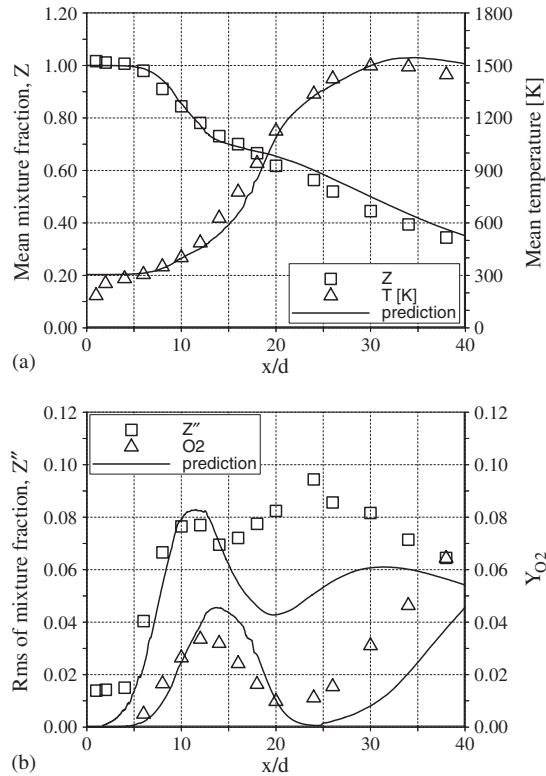 1.00
0.80
0.60
0.40
0.20
0.00
Mean mixture fraction, Z
1800
1500
1200
900
600
300
0
Mean temperature [K]
Z
T [K]
prediction
0 10 20 30 40
x/d
(a)
0.12
0.10
0.08
0.06
0.04
0.02
0.00
Rms of mixture fraction, Z″
Z″
O2
prediction
0.12
0.10
0.08
0.06
0.04
0.02
0.00
Y_O2
0 10 20 30 40
x/d
(b)